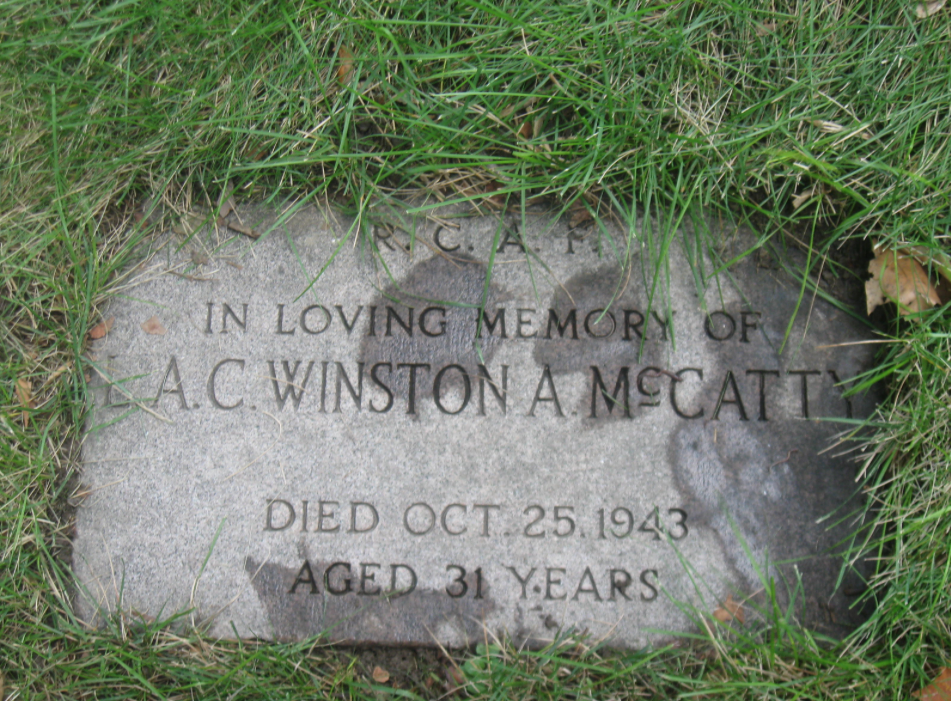 R. C. A. F.
IN LOVING MEMORY OF
L.A.C. WINSTON A. McCATTY
DIED OCT. 25. 1943
AGED 31 YEARS